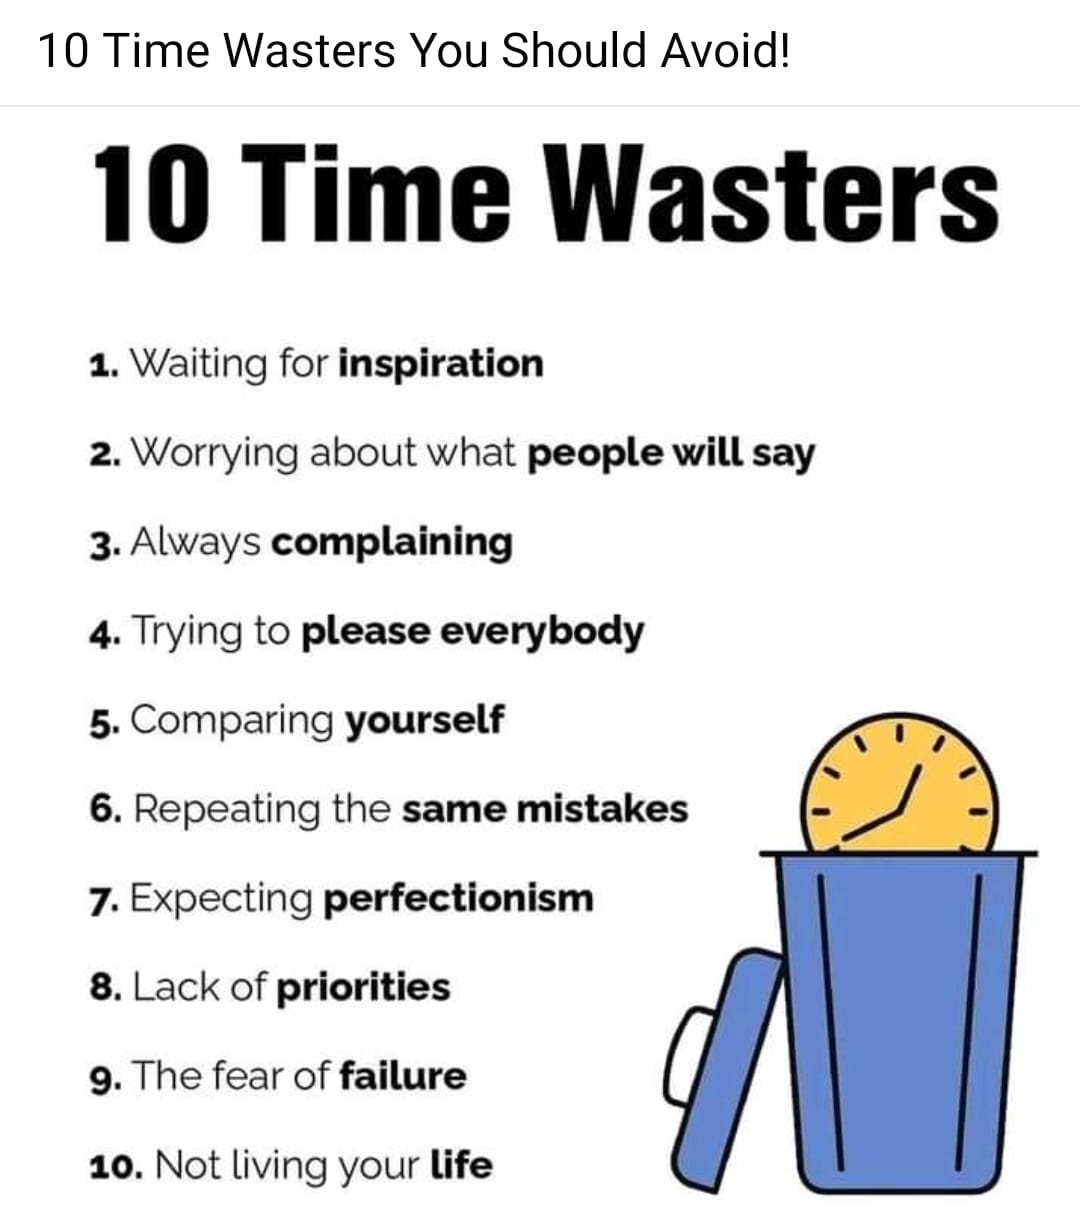 10 Time Wasters You Should Avoid!
10 Time Wasters
1. Waiting for inspiration
2. Worrying about what people will say
3. Always complaining
4. Trying to please everybody
5. Comparing yourself
6. Repeating the same mistakes
7. Expecting perfectionism
8. Lack of priorities
9. The fear of failure
10. Not living your life